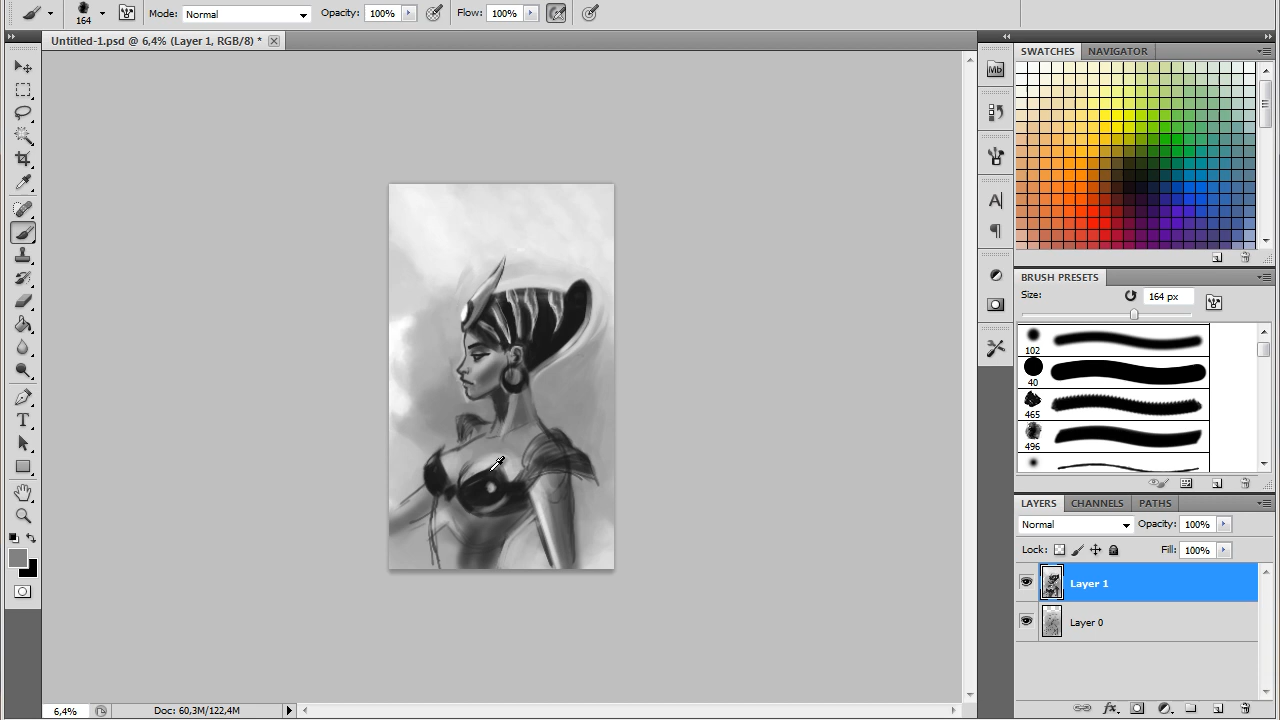 164 Mode: Normal Opacity: 100% Flow: 100%
Untitled-1.psd @ 6,4% (Layer 1, RGB/8) *
SWATCHES NAVIGATOR
Mb
A
BRUSH PRESETS
Size: 164 px
102
40
465
496
LAYERS CHANNELS PATHS
Normal Opacity: 100%
Lock: Fill: 100%
Layer 1
Layer 0
T
fx
6,4% Doc: 60,3M/122,4M